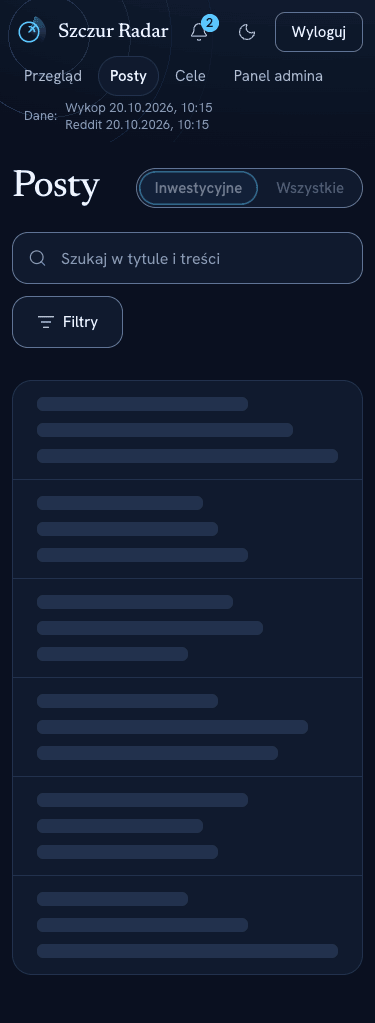 Szczur Radar
2
Wyloguj
Przegląd Posty Cele Panel admina
Dane:
Wykop 20.10.2026, 10:15
Reddit 20.10.2026, 10:15
Posty
Inwestycyjne Wszystkie
Szukaj w tytule i treści
Filtry